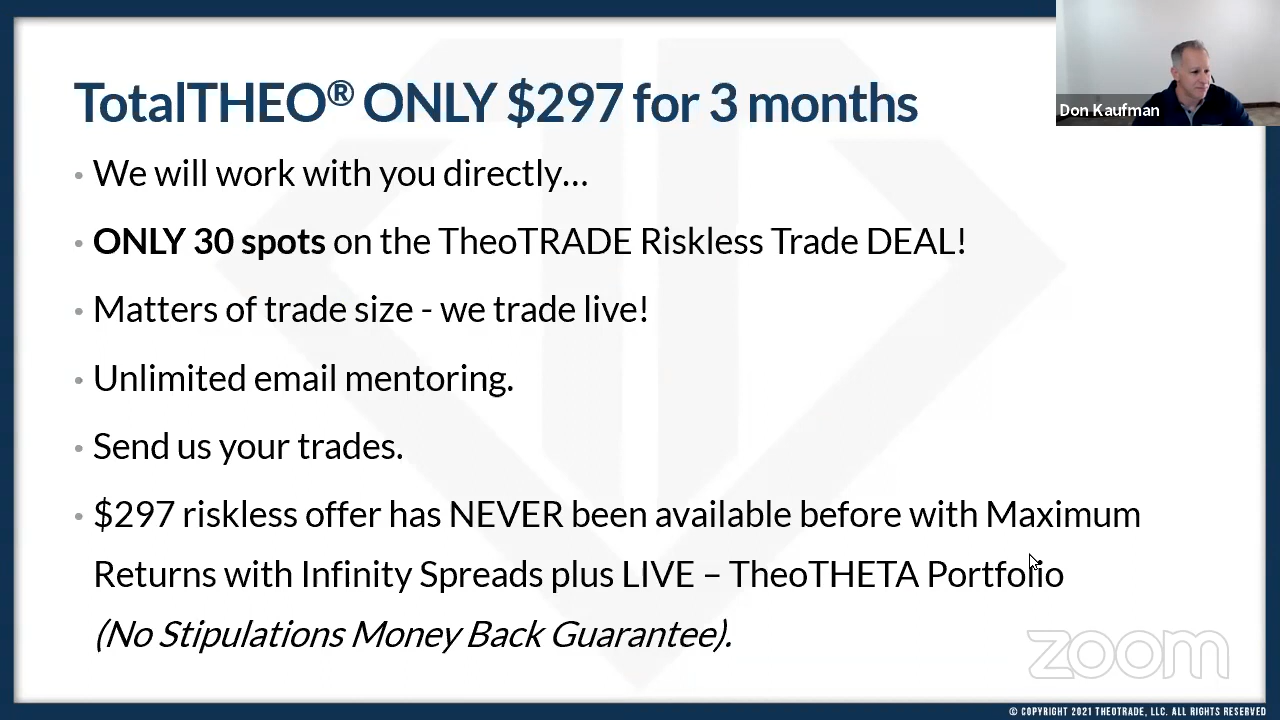 TotalTHEO® ONLY $297 for 3 months
Don Kaufman
• We will work with you directly…
• ONLY 30 spots on the TheoTRADE Riskless Trade DEAL!
• Matters of trade size - we trade live!
• Unlimited email mentoring.
• Send us your trades.
• $297 riskless offer has NEVER been available before with Maximum
Returns with Infinity Spreads plus LIVE – TheoTHETA Portfolio
(No Stipulations Money Back Guarantee).
zoom
© COPYRIGHT 2021 THEOTRADE, LLC. ALL RIGHTS RESERVED